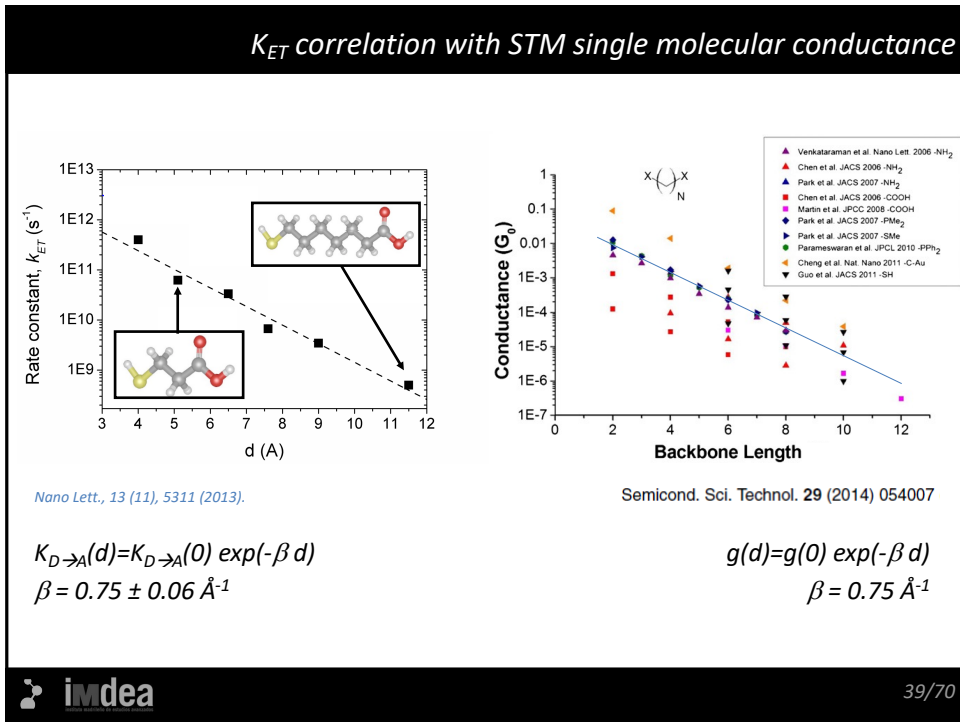 K_ET correlation with STM single molecular conductance
1E13
1E12
1E11
1E10
1E9
Rate constant, k_ET (s⁻¹)
3 4 5 6 7 8 9 10 11 12
d (A)
1
0.1
0.01
1E-3
1E-4
1E-5
1E-6
1E-7
Conductance (G₀)
0 2 4 6 8 10 12
Backbone Length
X ( ) X
N
Venkataraman et al. Nano Lett. 2006 -NH₂
Chen et al. JACS 2006 -NH₂
Park et al. JACS 2007 -NH₂
Chen et al. JACS 2006 -COOH
Martin et al. JPCC 2008 -COOH
Park et al. JACS 2007 -PMe₂
Park et al. JACS 2007 -SMe
Parameswaran et al. JPCL 2010 -PPh₂
Cheng et al. Nat. Nano 2011 -C-Au
Guo et al. JACS 2011 -SH
Nano Lett., 13 (11), 5311 (2013).
Semicond. Sci. Technol. 29 (2014) 054007
K_D→A(d)=K_D→A(0) exp(-β d)
β = 0.75 ± 0.06 Å⁻¹
g(d)=g(0) exp(-β d)
β = 0.75 Å⁻¹
imdea
39/70